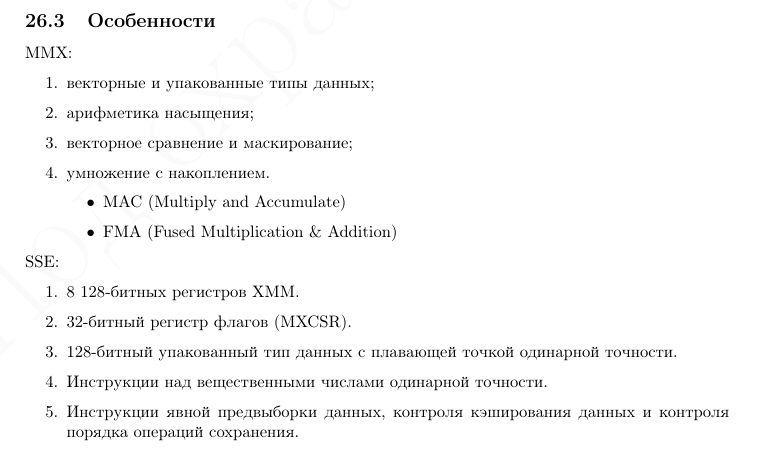 26.3 Особенности
MMX:
1. векторные и упакованные типы данных;
2. арифметика насыщения;
3. векторное сравнение и маскирование;
4. умножение с накоплением.
• MAC (Multiply and Accumulate)
• FMA (Fused Multiplication & Addition)
SSE:
1. 8 128-битных регистров XMM.
2. 32-битный регистр флагов (MXCSR).
3. 128-битный упакованный тип данных с плавающей точкой одинарной точности.
4. Инструкции над вещественными числами одинарной точности.
5. Инструкции явной предвыборки данных, контроля кэширования данных и контроля
порядка операций сохранения.